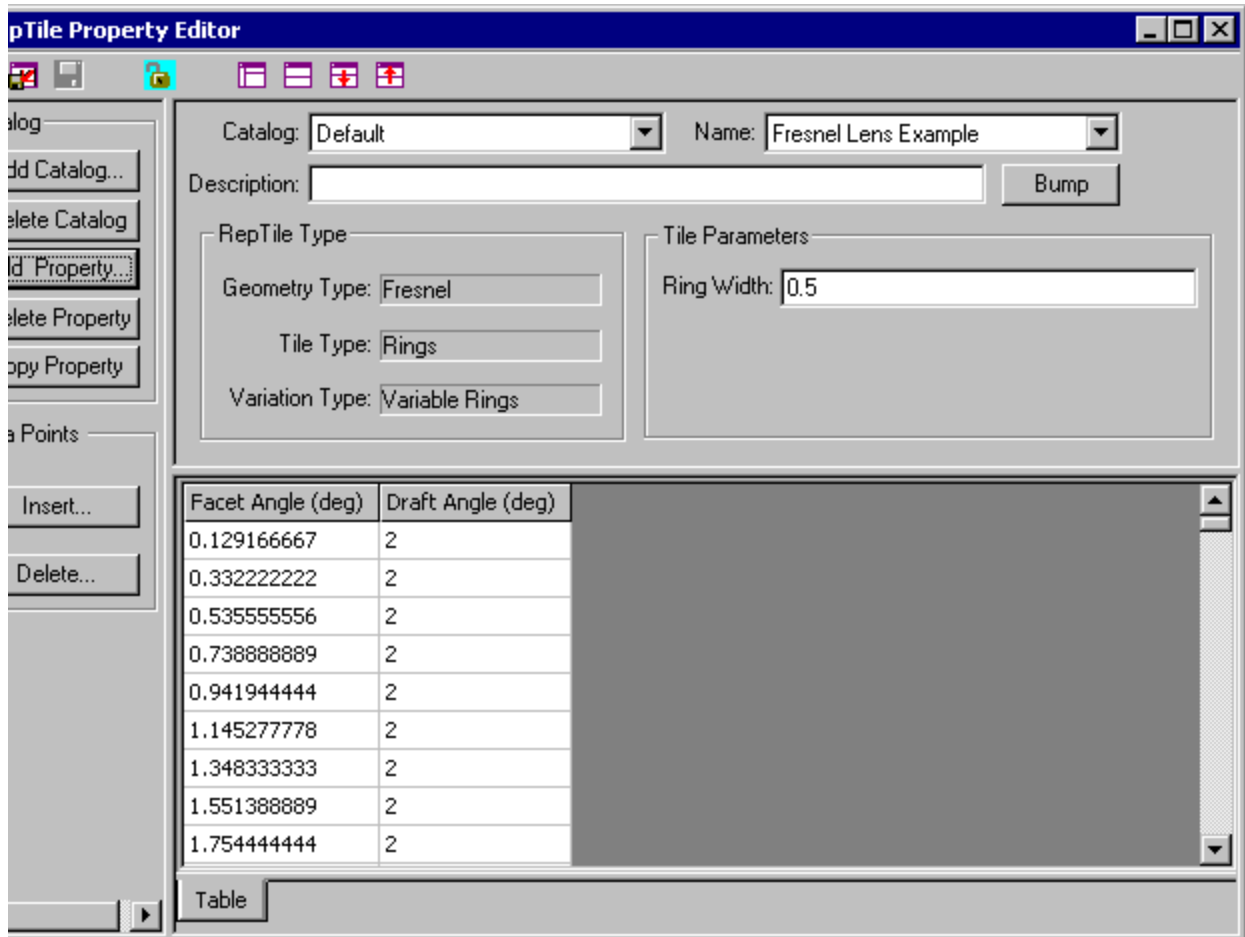 pTile Property Editor
alog
Catalog: Default
Name: Fresnel Lens Example
dd Catalog...
Description:
Bump
elete Catalog
RepTile Type
Tile Parameters
dd Property...
Geometry Type: Fresnel
Ring Width: 0.5
elete Property
Tile Type: Rings
opy Property
Variation Type: Variable Rings
a Points
Insert...
Delete...
Facet Angle (deg) Draft Angle (deg)
0.129166667 2
0.332222222 2
0.535555556 2
0.738888889 2
0.941944444 2
1.145277778 2
1.348333333 2
1.551388889 2
1.754444444 2
Table